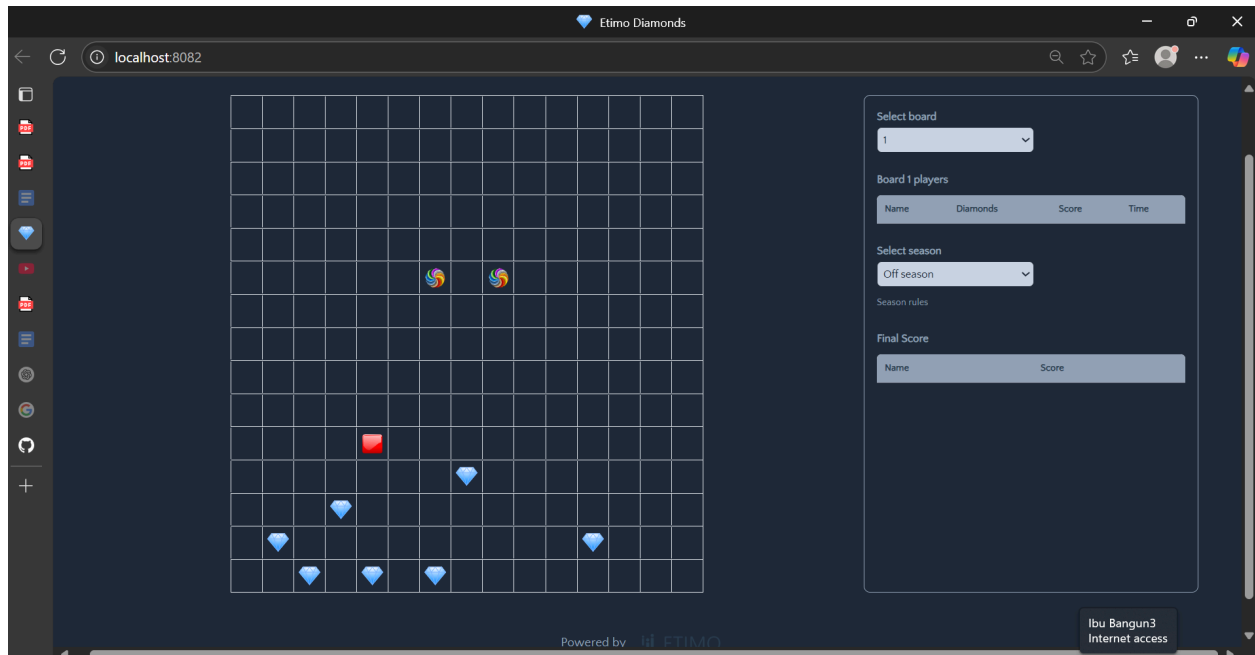 Etimo Diamonds
localhost:8082
Select board
1
Board 1 players
Name Diamonds Score Time
Select season
Off season
Season rules
Final Score
Name Score
Powered by ETIMO
Ibu Bangun3
Internet access